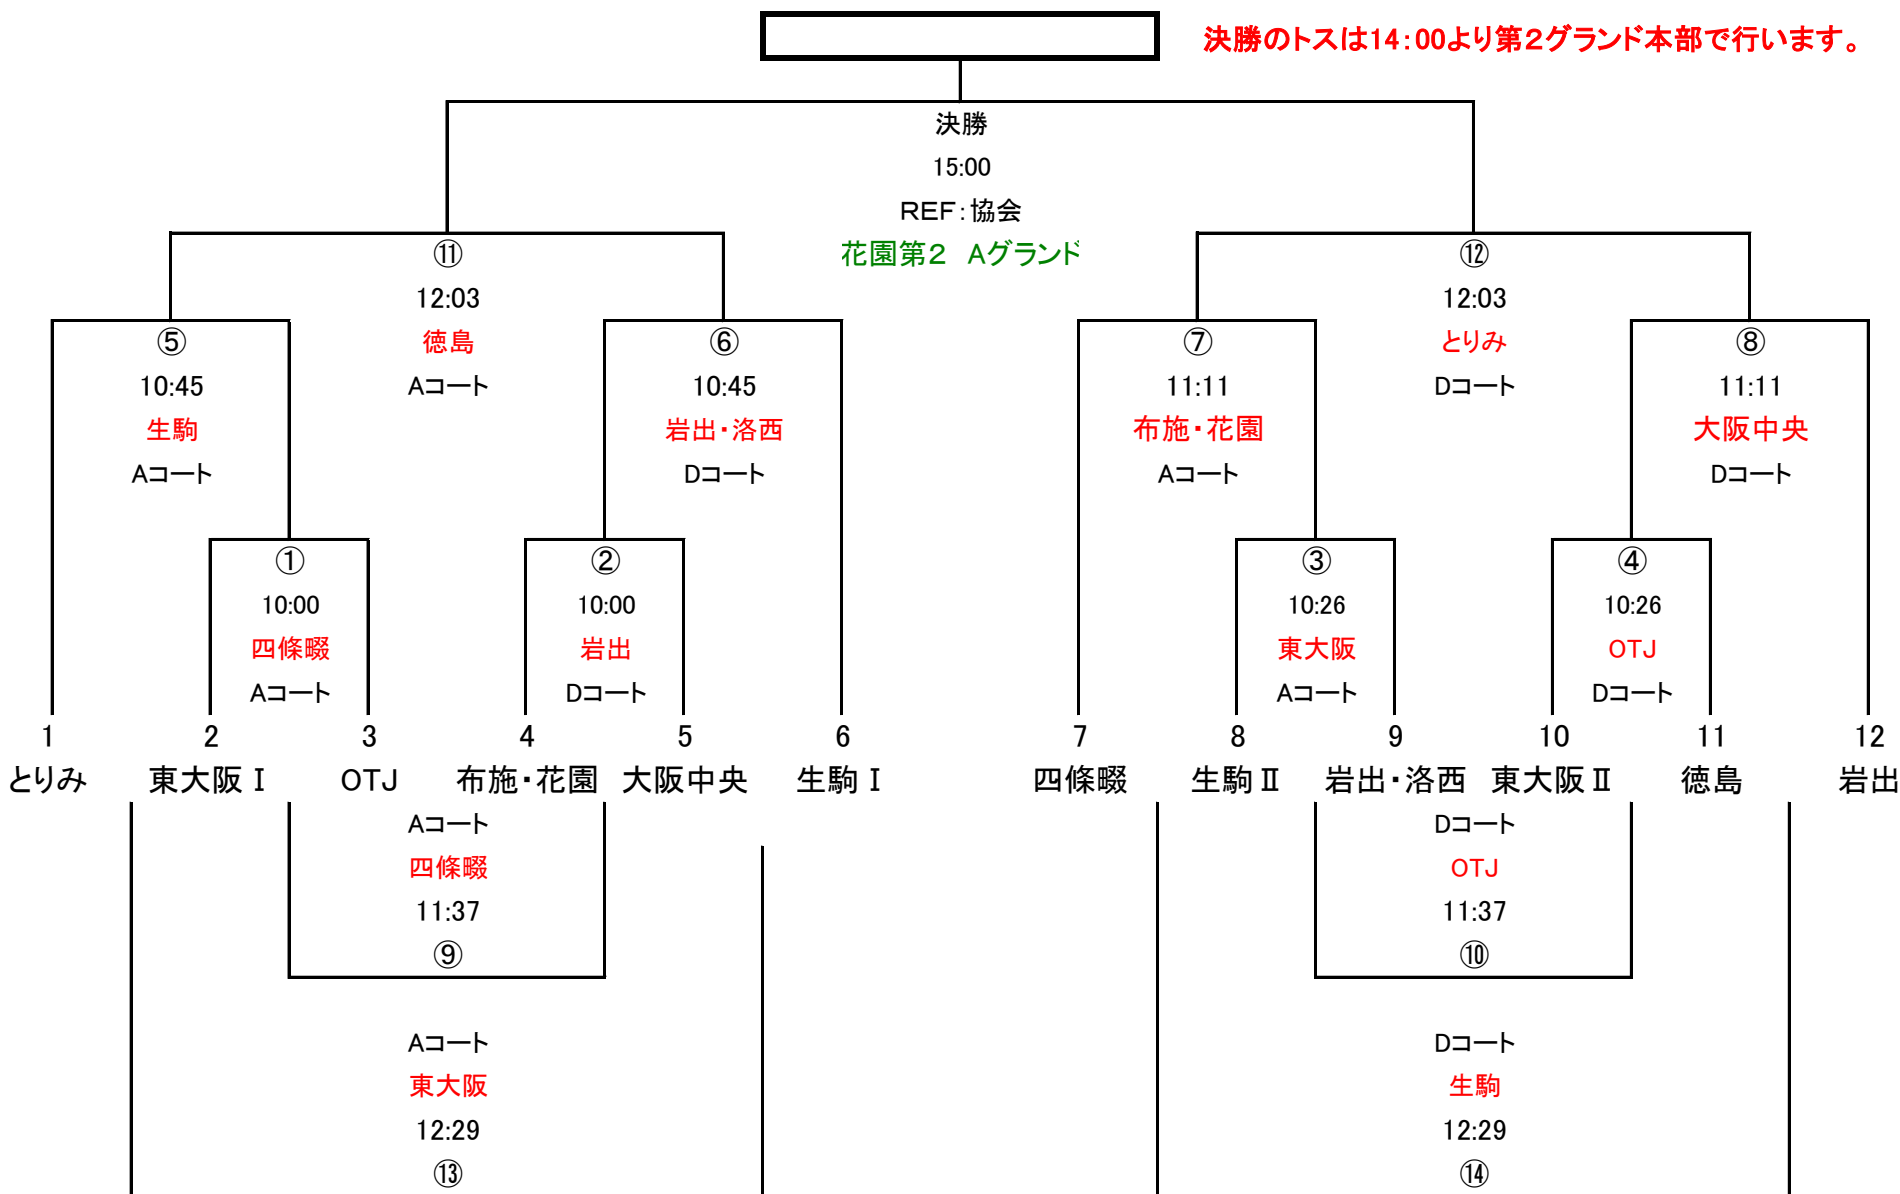 決勝のトスは14：00より第2グランド本部で行います。
決勝
15:00
REF：協会
花園第2　Aグランド
⑪
⑫
12:03
12:03
⑤
徳島
⑥
⑦
とりみ
⑧
10:45
Aコート
10:45
11:11
Dコート
11:11
生駒
岩出・洛西
布施・花園
大阪中央
Aコート
Dコート
Aコート
Dコート
①
②
③
④
10:00
10:00
10:26
10:26
四條畷
岩出
東大阪
OTJ
Aコート
Dコート
Aコート
Dコート
1 2 3 4 5 6 7 8 9 10 11 12
とりみ 東大阪Ⅰ OTJ 布施・花園 大阪中央 生駒Ⅰ 四條畷 生駒Ⅱ 岩出・洛西 東大阪Ⅱ 徳島 岩出
Aコート
Dコート
四條畷
OTJ
11:37
11:37
⑨
⑩
Aコート
Dコート
東大阪
生駒
12:29
12:29
⑬
⑭